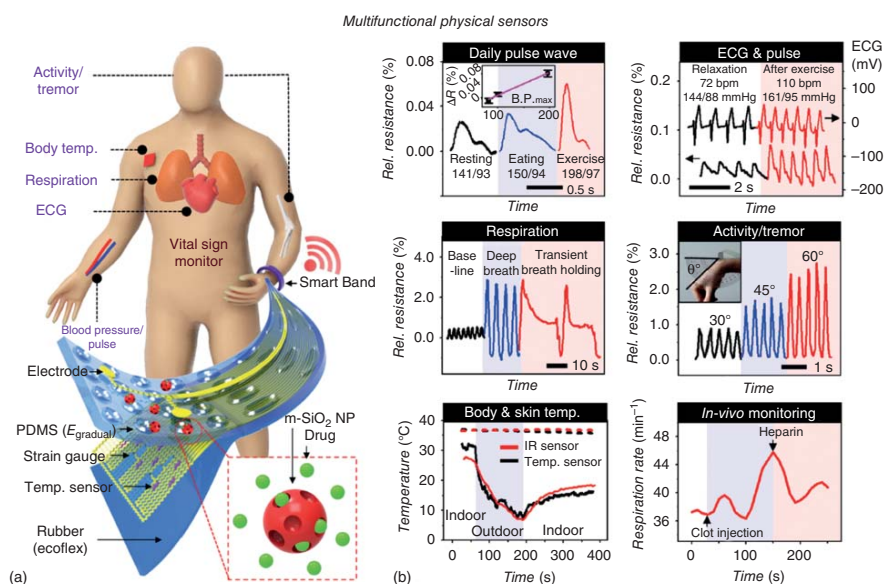 Multifunctional physical sensors
Activity/
tremor
Body temp.
Respiration
ECG
Vital sign
monitor
Smart Band
Blood pressure/
pulse
Electrode
PDMS (Egradual)
Strain gauge
Temp. sensor
Rubber
(ecoflex)
m-SiO2 NP
Drug
(a)
Daily pulse wave
Rel. resistance (%)
0.08
0.04
0.00
ΔR (%)
0.08
0.04
0.00
B.P.max
100
200
Resting
141/93
Eating
150/94
Exercise
198/97
0.5 s
Time
ECG & pulse
Rel. resistance (%)
0.2
0.1
0.0
ECG
(mV)
100
0
−100
−200
Relaxation
72 bpm
144/88 mmHg
After exercise
110 bpm
161/95 mmHg
2 s
Time
Respiration
Rel. resistance (%)
4.0
2.0
0.0
Base
-line
Deep
breath
Transient
breath holding
10 s
Time
Activity/tremor
Rel. resistance (%)
3.0
2.0
1.0
0.0
θ°
30°
45°
60°
1 s
Time
Body & skin temp.
Temperature (°C)
40
30
20
10
0
IR sensor
Temp. sensor
Indoor
Outdoor
Indoor
0
100
200
300
400
Time (s)
In-vivo monitoring
Respiration rate (min−1)
48
44
40
36
Heparin
Clot injection
0
100
200
Time (s)
(b)